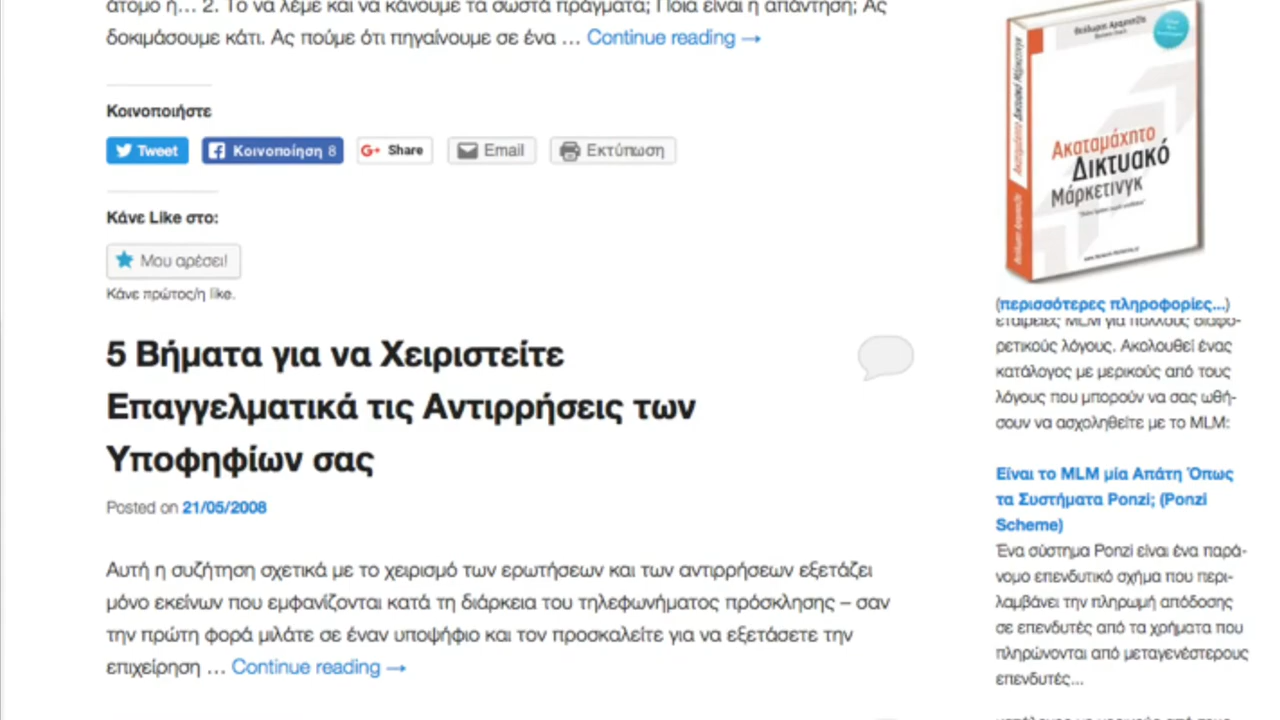 άτομο ή... 2. Το να λέμε και να κάνουμε τα σωστά πράγματα; Ποια είναι η απάντηση; Ας
δοκιμάσουμε κάτι. Ας πούμε ότι πηγαίνουμε σε ένα … Continue reading →
Κοινοποιήστε
Tweet
Κοινοποίηση 8
G+ Share
Email
Εκτύπωση
Κάνε Like στο:
Μου αρέσει!
Κάνε πρώτος/η like.
5 Βήματα για να Χειριστείτε
Επαγγελματικά τις Αντιρρήσεις των
Υποφηφίων σας
Posted on 21/05/2008
Αυτή η συζήτηση σχετικά με το χειρισμό των ερωτήσεων και των αντιρρήσεων εξετάζει
μόνο εκείνων που εμφανίζονται κατά τη διάρκεια του τηλεφωνήματος πρόσκλησης – σαν
την πρώτη φορά μιλάτε σε έναν υποψήφιο και τον προσκαλείτε για να εξετάσετε την
επιχείρηση … Continue reading →
Ακαταμάχητο
Δικτυακό
Μάρκετινγκ
Ακαταμάχητο Δικτυακό Μάρκετινγκ
(περισσότερες πληροφορίες...)
εταιρείες MLM για πολλούς διαφο-
ρετικούς λόγους. Ακολουθεί ένας
κατάλογος με μερικούς από τους
λόγους που μπορούν να σας ωθή-
σουν να ασχοληθείτε με το MLM:
Είναι το MLM μία Απάτη Όπως
τα Συστήματα Ponzi; (Ponzi
Scheme)
Ένα σύστημα Ponzi είναι ένα παρά-
νομο επενδυτικό σχήμα που περι-
λαμβάνει την πληρωμή απόδοσης
σε επενδυτές από τα χρήματα που
πληρώνονται από μεταγενέστερους
επενδυτές...